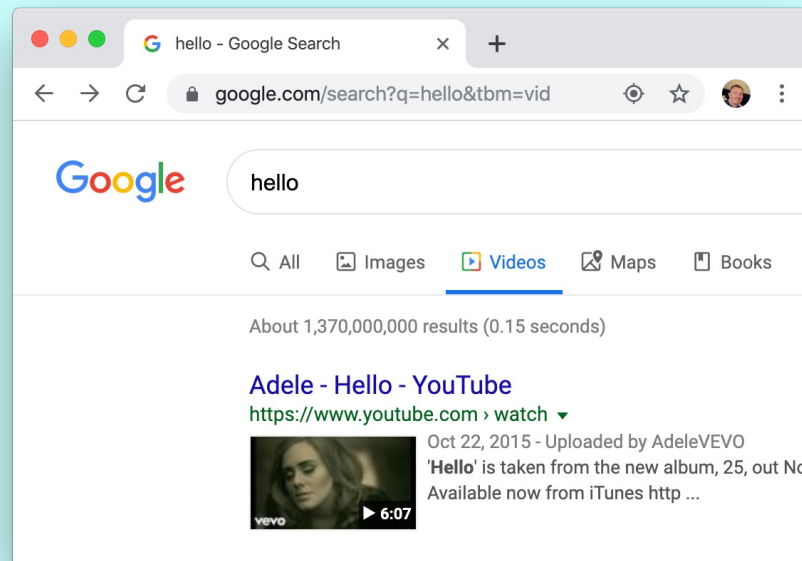 hello - Google Search
google.com/search?q=hello&tbm=vid
Google
hello
All Images Videos Maps Books
About 1,370,000,000 results (0.15 seconds)
Adele - Hello - YouTube
https://www.youtube.com › watch
Oct 22, 2015 - Uploaded by AdeleVEVO
'Hello' is taken from the new album, 25, out No
Available now from iTunes http ...
vevo
6:07